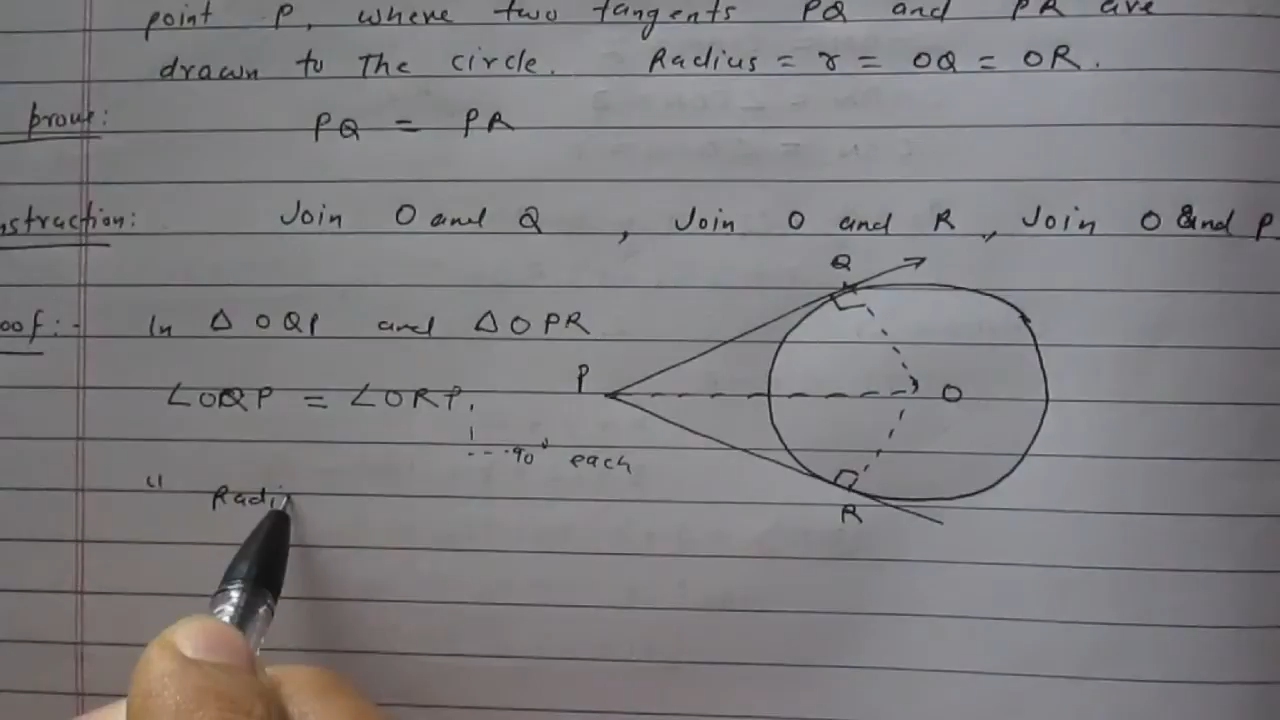 point P, where two tangents PQ and PR are
drawn to The circle. Radius = r = OQ = OR.
prove:
PQ = PR
nstraction: Join O and Q , Join O and R , Join O and P
Q
oof:- In △ OQP and △ OPR
P
∠OQP = ∠ORP,
O
90° each
" Radi
R